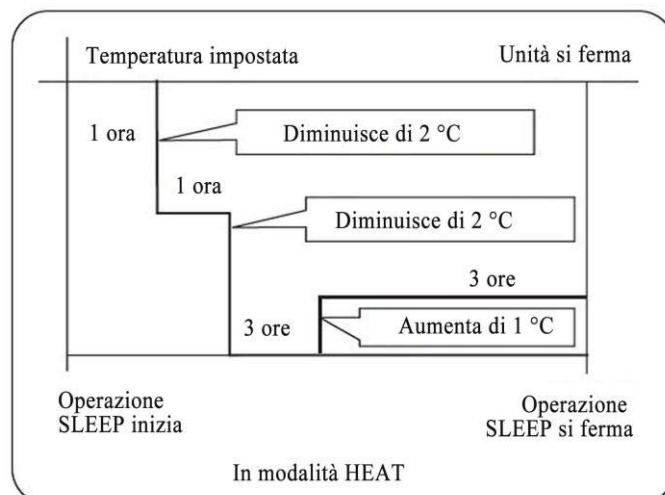 Temperatura impostata
Unità si ferma
1 ora
Diminuisce di 2 °C
1 ora
Diminuisce di 2 °C
3 ore
3 ore
Aumenta di 1 °C
Operazione
SLEEP inizia
Operazione
SLEEP si ferma
In modalità HEAT